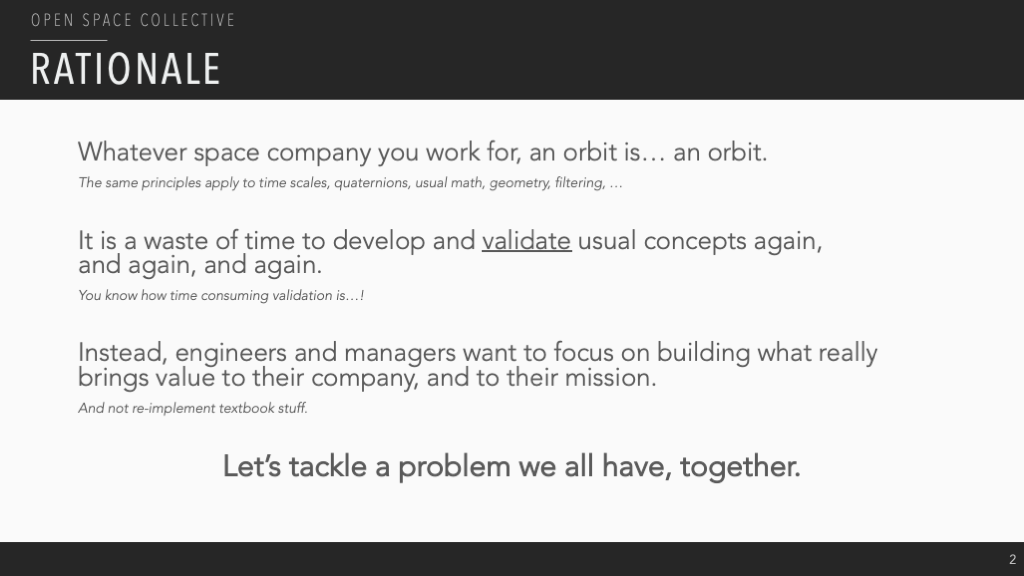 OPEN SPACE COLLECTIVE
RATIONALE
Whatever space company you work for, an orbit is… an orbit.
The same principles apply to time scales, quaternions, usual math, geometry, filtering, …
It is a waste of time to develop and validate usual concepts again,
and again, and again.
You know how time consuming validation is…!
Instead, engineers and managers want to focus on building what really
brings value to their company, and to their mission.
And not re-implement textbook stuff.
Let’s tackle a problem we all have, together.
2